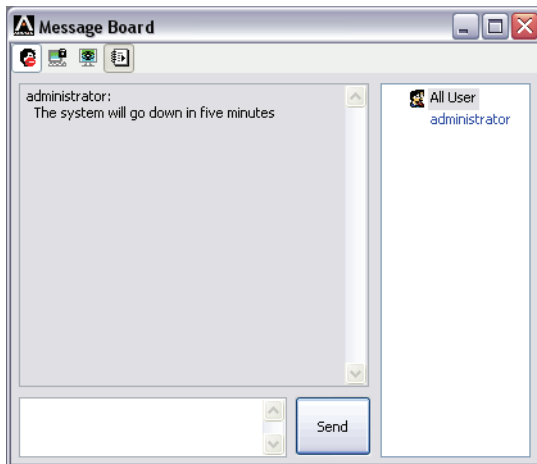 Message Board
administrator:
The system will go down in five minutes
All User
administrator
Send